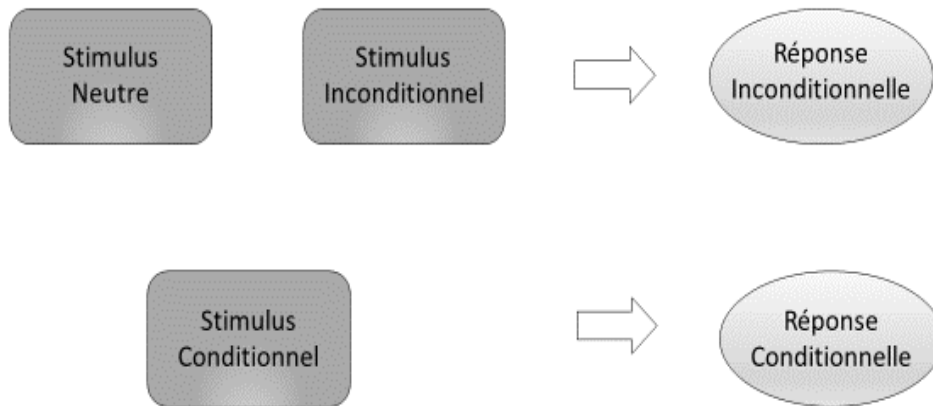 Stimulus
Neutre
Stimulus
Inconditionnel
Réponse
Inconditionnelle
Stimulus
Conditionnel
Réponse
Conditionnelle